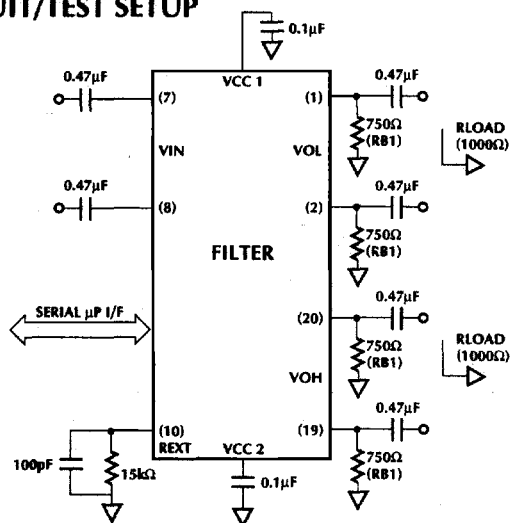 UIT/TEST SETUP
0.1µF
0.47µF
VCC 1
0.47µF
(7)
(1)
750Ω
(RB1)
RLOAD
(1000Ω)
VIN
VOL
0.47µF
0.47µF
(8)
(2)
750Ω
(RB1)
FILTER
0.47µF
SERIAL µP I/F
(20)
750Ω
(RB1)
RLOAD
(1000Ω)
VOH
0.47µF
(10)
(19)
REXT
VCC 2
750Ω
(RB1)
100pF
15kΩ
0.1µF